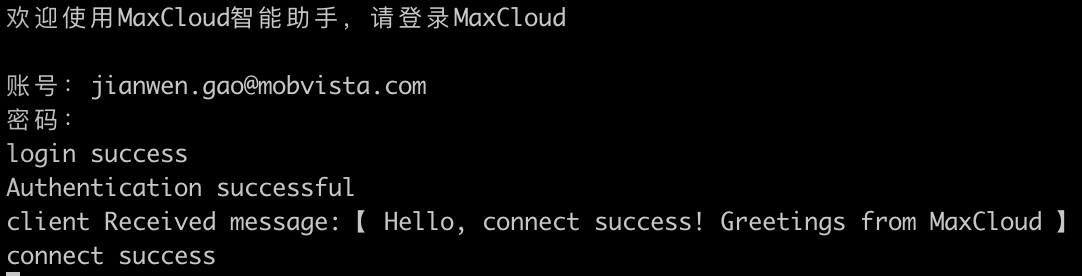 欢迎使用MaxCloud智能助手, 请登录MaxCloud
账号: jianwen.gao@mobvista.com
密码:
login success
Authentication successful
client Received message:【 Hello, connect success! Greetings from MaxCloud 】
connect success